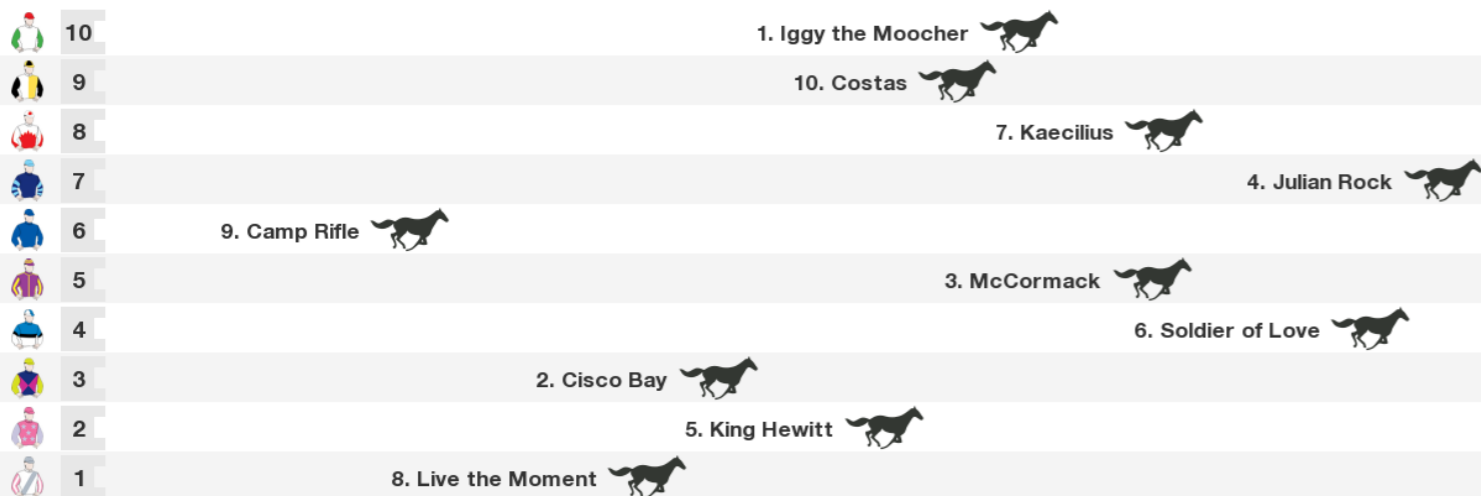 10 1. Iggy the Moocher
9 10. Costas
8 7. Kaecilius
7 4. Julian Rock
6 9. Camp Rifle
5 3. McCormack
4 6. Soldier of Love
3 2. Cisco Bay
2 5. King Hewitt
1 8. Live the Moment